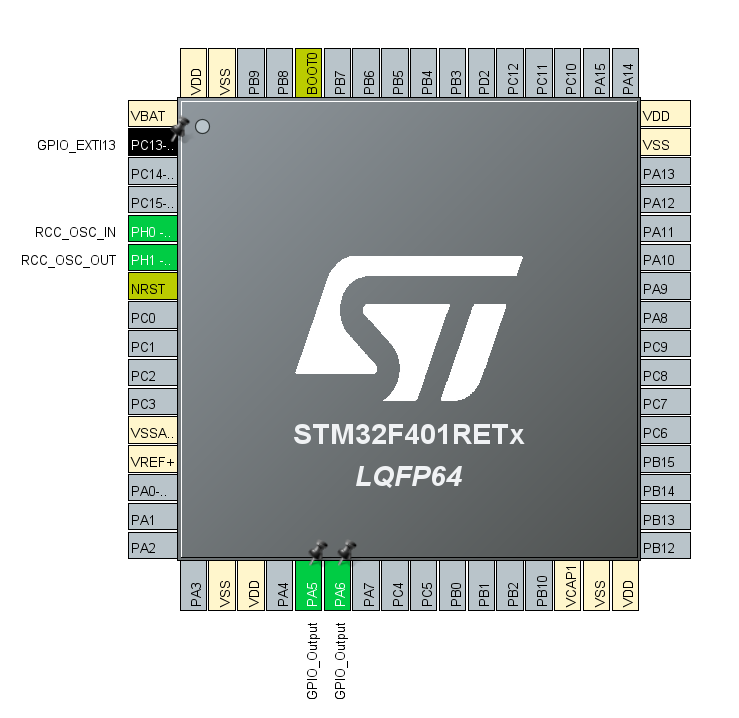 VDD
VSS
PB9
PB8
BOOT0
PB7
PB6
PB5
PB4
PB3
PD2
PC12
PC11
PC10
PA15
PA14
VBAT
GPIO_EXTI13 PC13-..
PC14-..
PC15-..
RCC_OSC_IN PH0 -..
RCC_OSC_OUT PH1 -..
NRST
PC0
PC1
PC2
PC3
VSSA..
VREF+
PA0-..
PA1
PA2
ST
STM32F401RETx
LQFP64
VDD
VSS
PA13
PA12
PA11
PA10
PA9
PA8
PC9
PC8
PC7
PC6
PB15
PB14
PB13
PB12
PA3
VSS
VDD
PA4
PA5
PA6
PA7
PC4
PC5
PB0
PB1
PB2
PB10
VCAP1
VSS
VDD
GPIO_Output
GPIO_Output